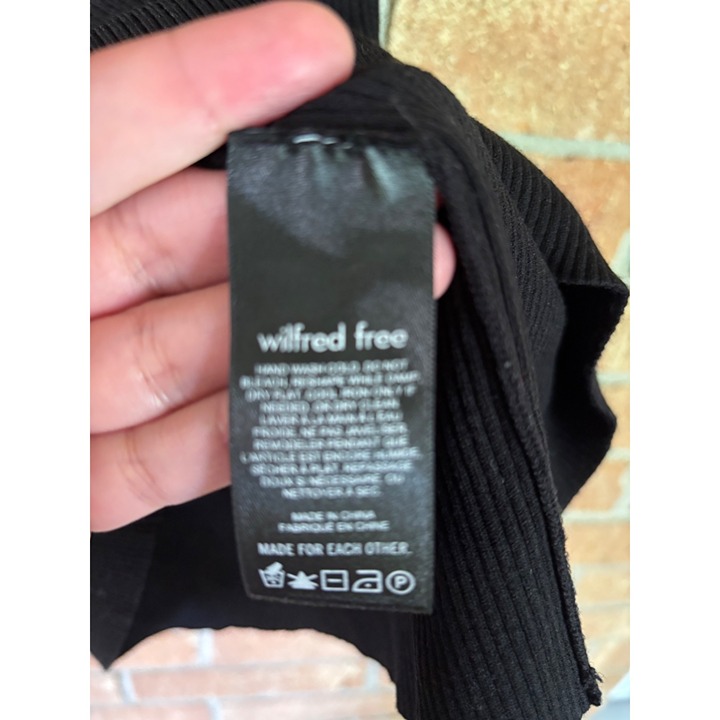 wilfred free
HAND WASH COLD. DO NOT
BLEACH. RESHAPE WHILE DAMP.
DRY FLAT. COOL IRON ON IF
NEEDED. OR DRY CLEAN.
LAVER À LA MAIN À L'EAU
FROIDE. NE PAS
REMODELER PENDANT QUE
L'ARTICLE EST ENCORE HUMIDE.
SÉCHER À PLAT. REPASSAGE
DOUX SI NÉCESSAIRE. OU
NETTOYER À SEC.
MADE IN CHINA
FABRIQUÉ EN CHINE
MADE FOR EACH OTHER.
P